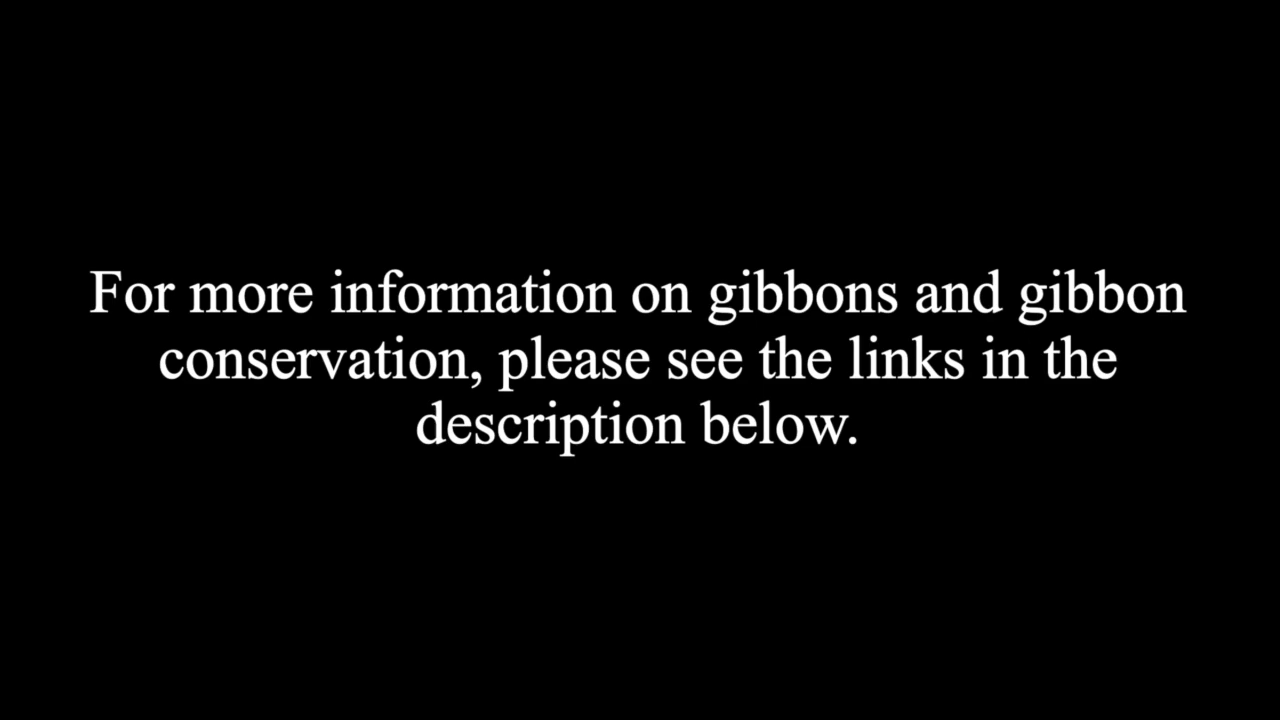 For more information on gibbons and gibbon
conservation, please see the links in the
description below.